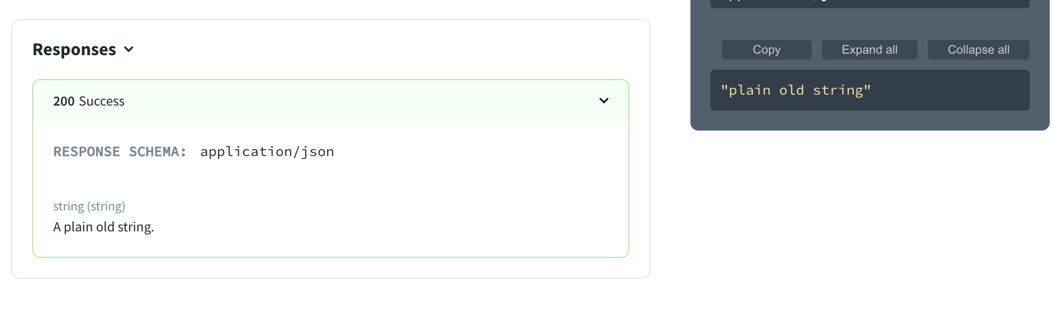 Responses
200 Success
RESPONSE SCHEMA: application/json
string (string)
A plain old string.
Copy
Expand all
Collapse all
"plain old string"